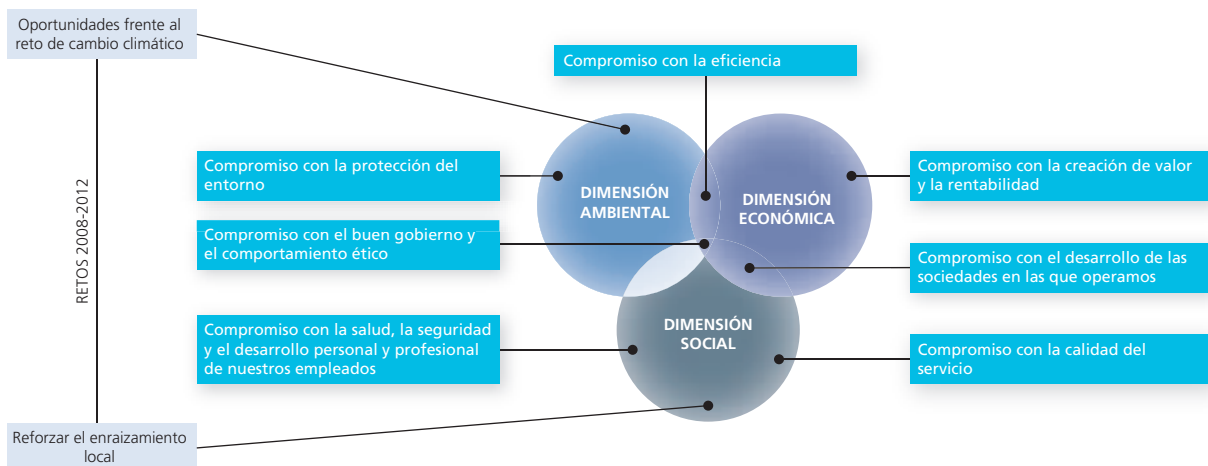 Oportunidades frente al
reto de cambio climático
Compromiso con la eficiencia
Compromiso con la protección del
entorno
Compromiso con la creación de valor
y la rentabilidad
DIMENSIÓN
AMBIENTAL
DIMENSIÓN
ECONÓMICA
RETOS 2008-2012
Compromiso con el buen gobierno y
el comportamiento ético
Compromiso con el desarrollo de las
sociedades en las que operamos
Compromiso con la salud, la seguridad
y el desarrollo personal y profesional
de nuestros empleados
DIMENSIÓN
SOCIAL
Compromiso con la calidad del
servicio
Reforzar el enraizamiento
local